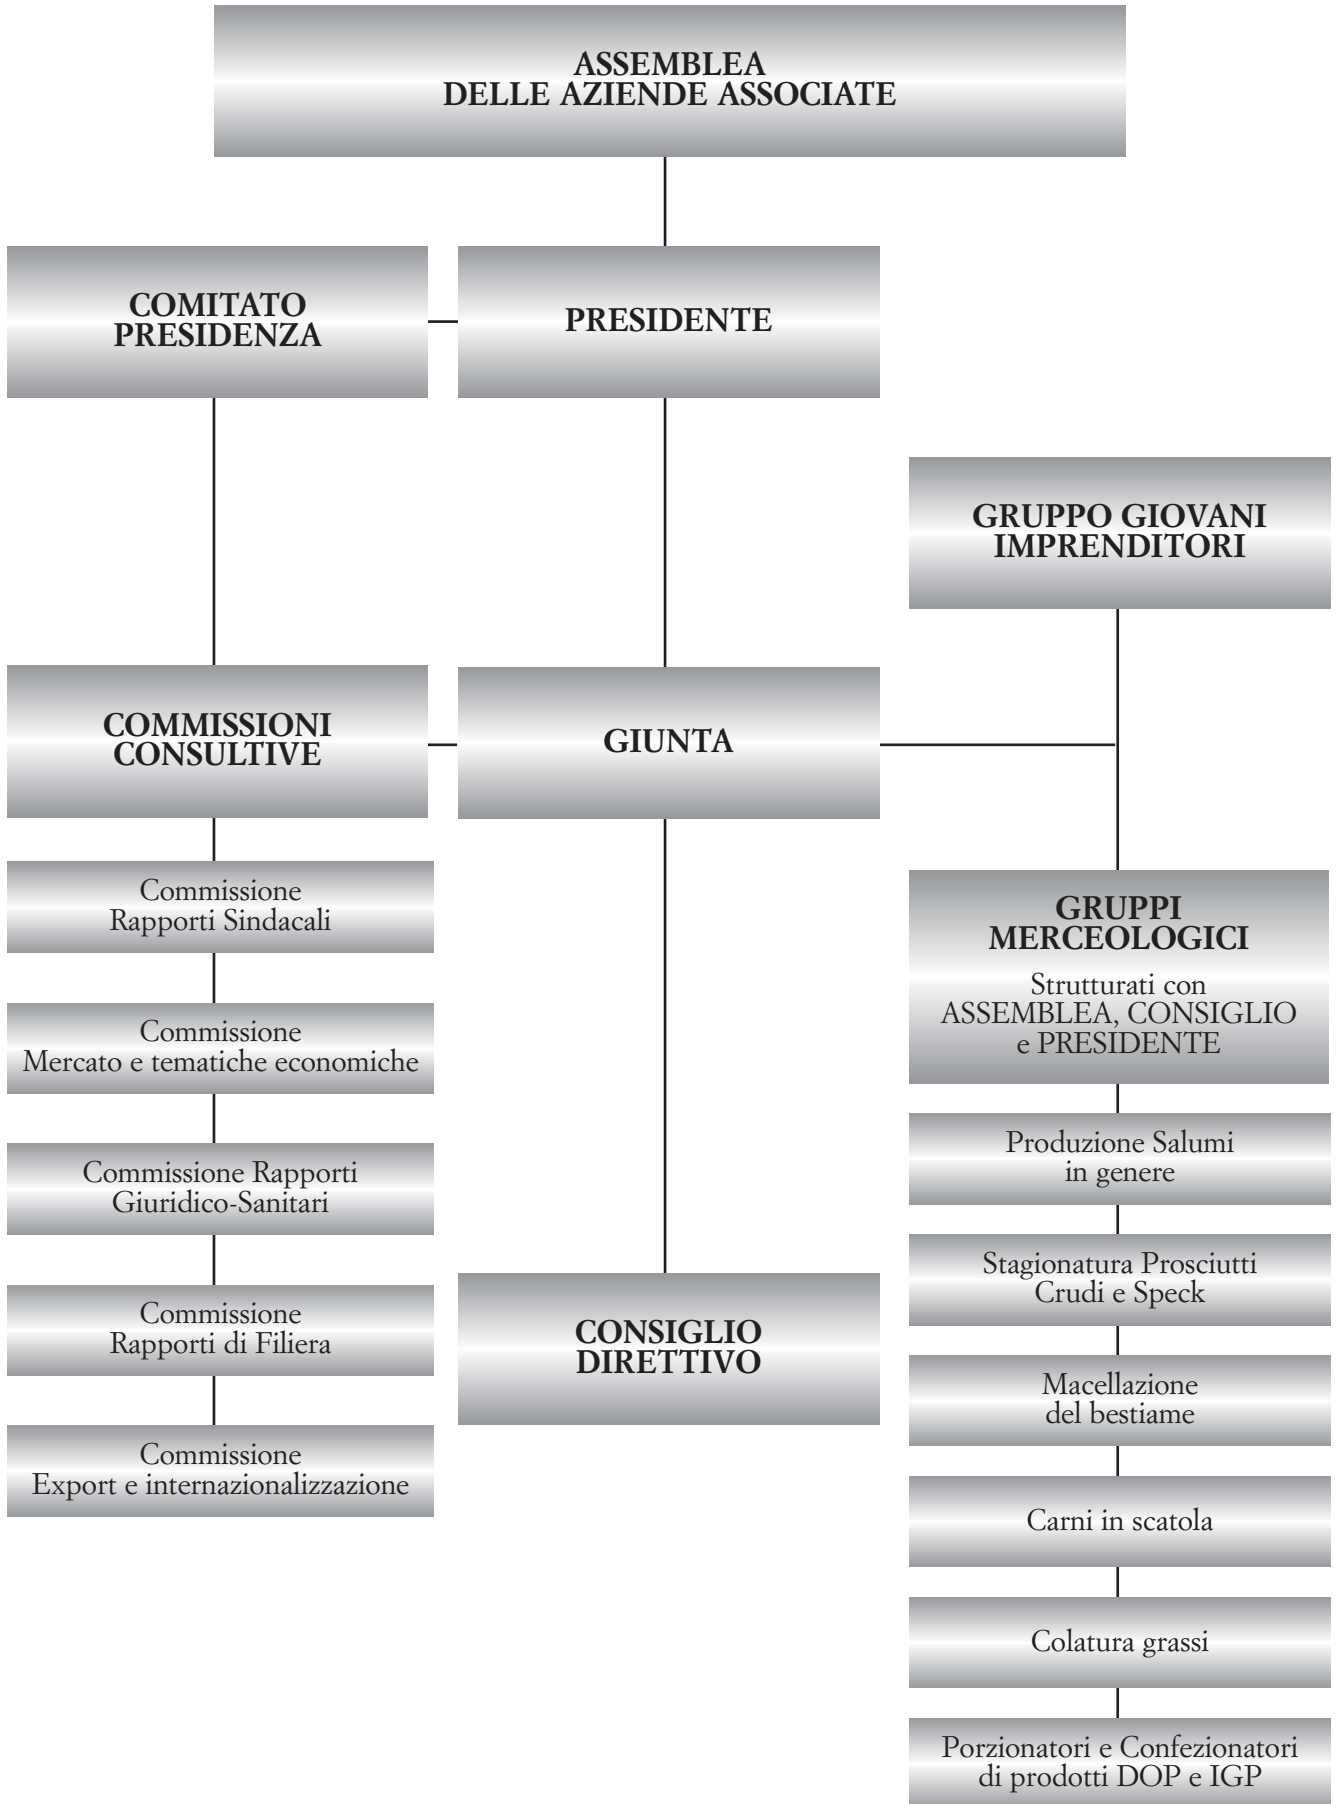 ASSEMBLEA
DELLE AZIENDE ASSOCIATE
COMITATO
PRESIDENZA
PRESIDENTE
GRUPPO GIOVANI
IMPRENDITORI
COMMISSIONI
CONSULTIVE
GIUNTA
Commissione
Rapporti Sindacali
Commissione
Mercato e tematiche economiche
Commissione Rapporti
Giuridico-Sanitari
Commissione
Rapporti di Filiera
Commissione
Export e internazionalizzazione
CONSIGLIO
DIRETTIVO
GRUPPI
MERCEOLOGICI
Strutturati con
ASSEMBLEA, CONSIGLIO
e PRESIDENTE
Produzione Salumi
in genere
Stagionatura Prosciutti
Crudi e Speck
Macellazione
del bestiame
Carni in scatola
Colatura grassi
Porzionatori e Confezionatori
di prodotti DOP e IGP